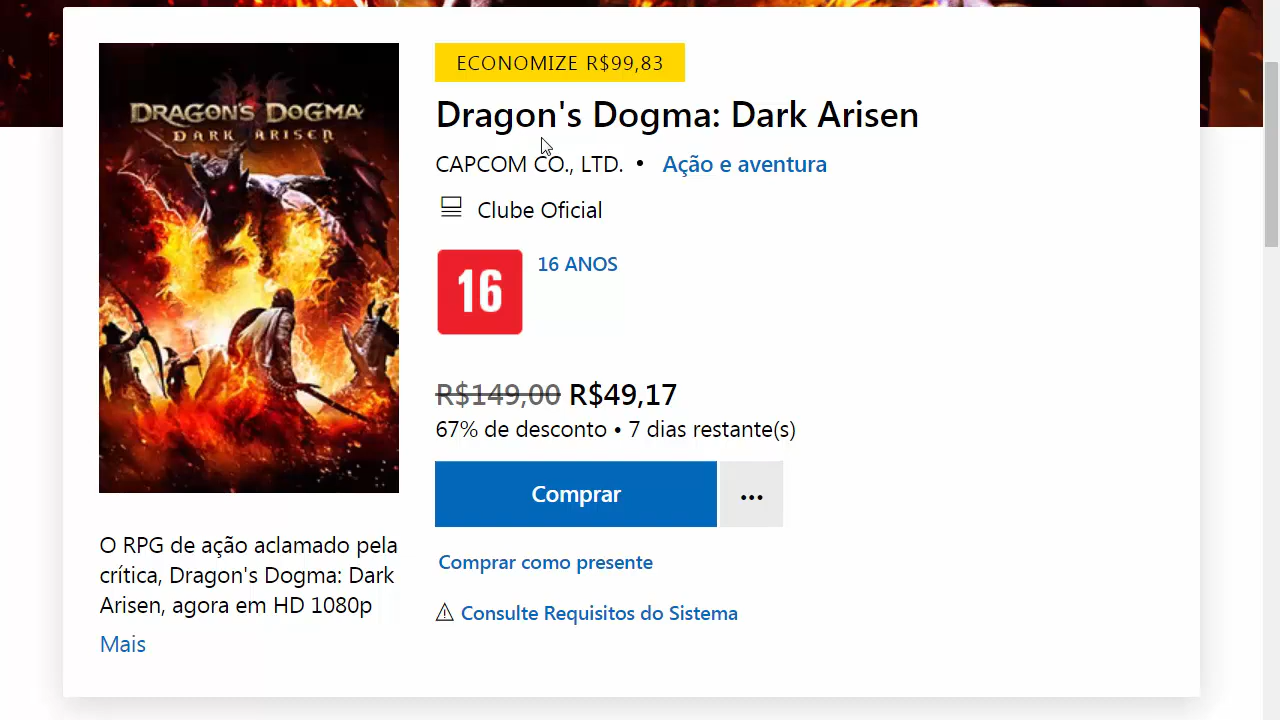 DRAGON'S DOGMA
DARK ARISEN
ECONOMIZE R$99,83
Dragon's Dogma: Dark Arisen
CAPCOM CO., LTD. • Ação e aventura
Clube Oficial
16
16 ANOS
R$149,00 R$49,17
67% de desconto • 7 dias restante(s)
Comprar
...
Comprar como presente
Consulte Requisitos do Sistema
O RPG de ação aclamado pela
crítica, Dragon's Dogma: Dark
Arisen, agora em HD 1080p
Mais